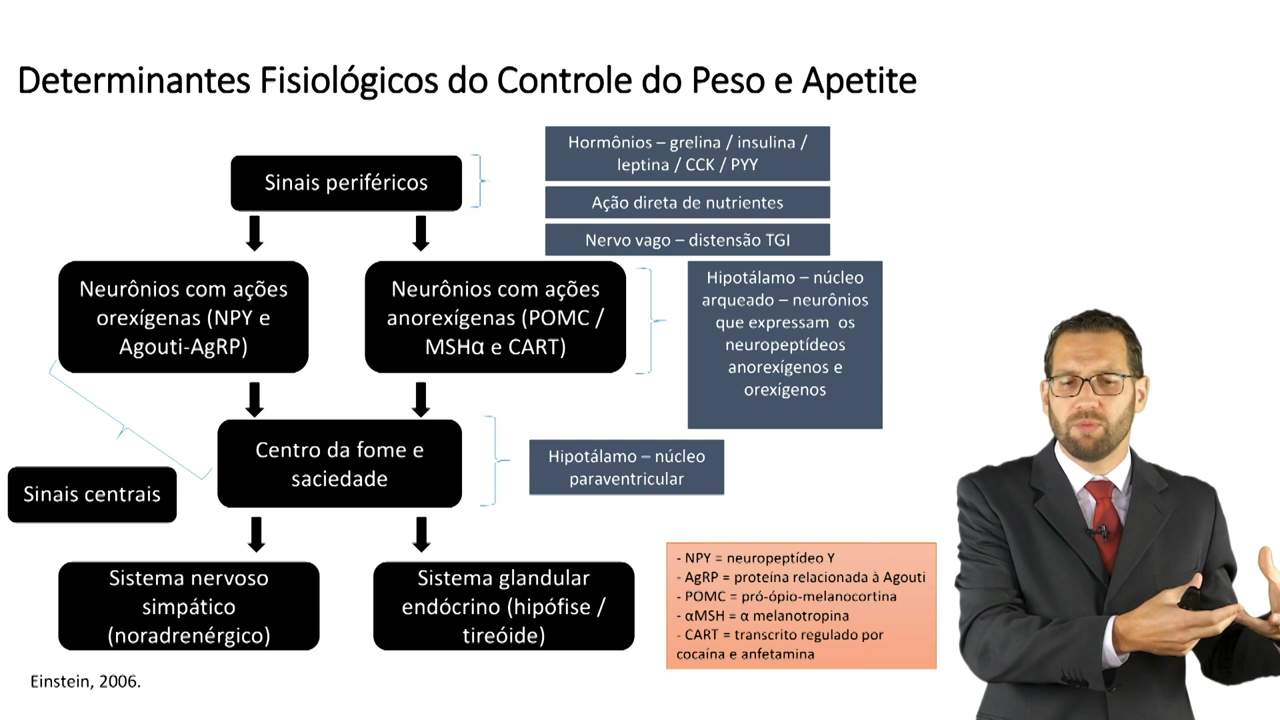 Determinantes Fisiológicos do Controle do Peso e Apetite
Sinais periféricos
Hormônios – grelina / insulina /
leptina / CCK / PYY
Ação direta de nutrientes
Nervo vago – distensão TGI
Neurônios com ações
orexígenas (NPY e
Agouti-AgRP)
Neurônios com ações
anorexígenas (POMC /
MSHα e CART)
Hipotálamo – núcleo
arqueado – neurônios
que expressam os
neuropeptídeos
anorexígenos e
orexígenos
Centro da fome e
saciedade
Hipotálamo – núcleo
paraventricular
Sinais centrais
Sistema nervoso
simpático
(noradrenérgico)
Sistema glandular
endócrino (hipófise /
tireóide)
- NPY = neuropeptídeo Y
- AgRP = proteína relacionada à Agouti
- POMC = pró-ópio-melanocortina
- αMSH = α melanotropina
- CART = transcrito regulado por
cocaína e anfetamina
Einstein, 2006.